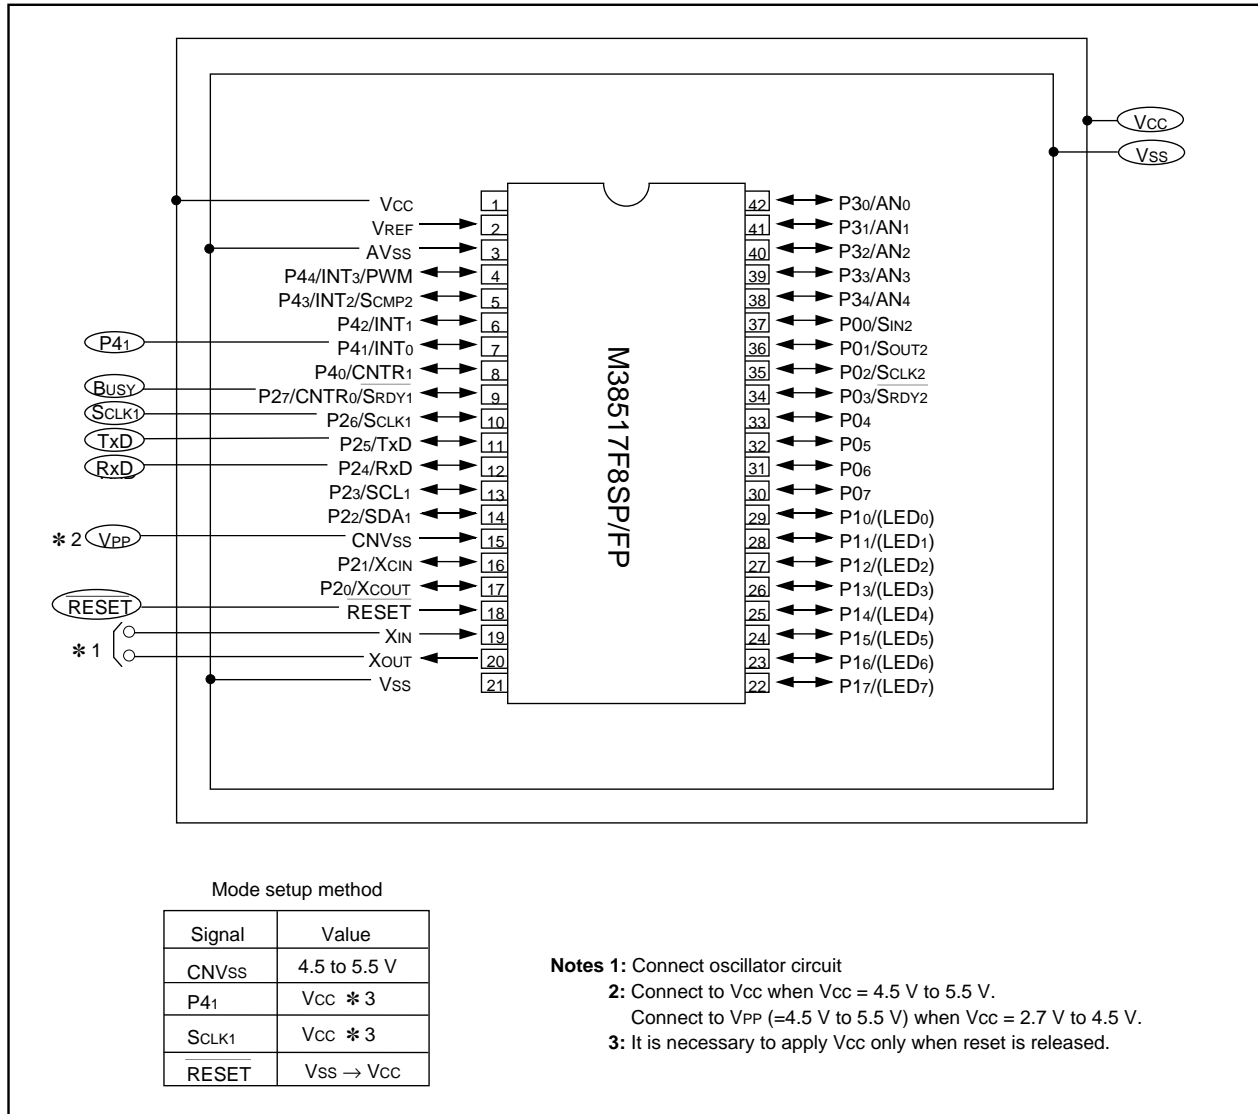 VCC
VSS
VCC 1
VREF 2
AVSS 3
P44/INT3/PWM 4
P43/INT2/SCMP2 5
P42/INT1 6
P41 P41/INT0 7
P40/CNTR1 8
BUSY P27/CNTR0/SRDY1 9
SCLK1 P26/SCLK1 10
TxD P25/TxD 11
RxD P24/RxD 12
P23/SCL1 13
P22/SDA1 14
✻ 2 VPP CNVSS 15
P21/XCIN 16
P20/XCOUT 17
RESET RESET 18
✻ 1 XIN 19
XOUT 20
VSS 21
M38517F8SP/FP
42 P30/AN0
41 P31/AN1
40 P32/AN2
39 P33/AN3
38 P34/AN4
37 P00/SIN2
36 P01/SOUT2
35 P02/SCLK2
34 P03/SRDY2
33 P04
32 P05
31 P06
30 P07
29 P10/(LED0)
28 P11/(LED1)
27 P12/(LED2)
26 P13/(LED3)
25 P14/(LED4)
24 P15/(LED5)
23 P16/(LED6)
22 P17/(LED7)
Mode setup method
Signal Value
CNVSS 4.5 to 5.5 V
P41 VCC ✻ 3
SCLK1 VCC ✻ 3
RESET VSS → VCC
Notes 1: Connect oscillator circuit
2: Connect to Vcc when Vcc = 4.5 V to 5.5 V.
Connect to VPP (=4.5 V to 5.5 V) when Vcc = 2.7 V to 4.5 V.
3: It is necessary to apply Vcc only when reset is released.